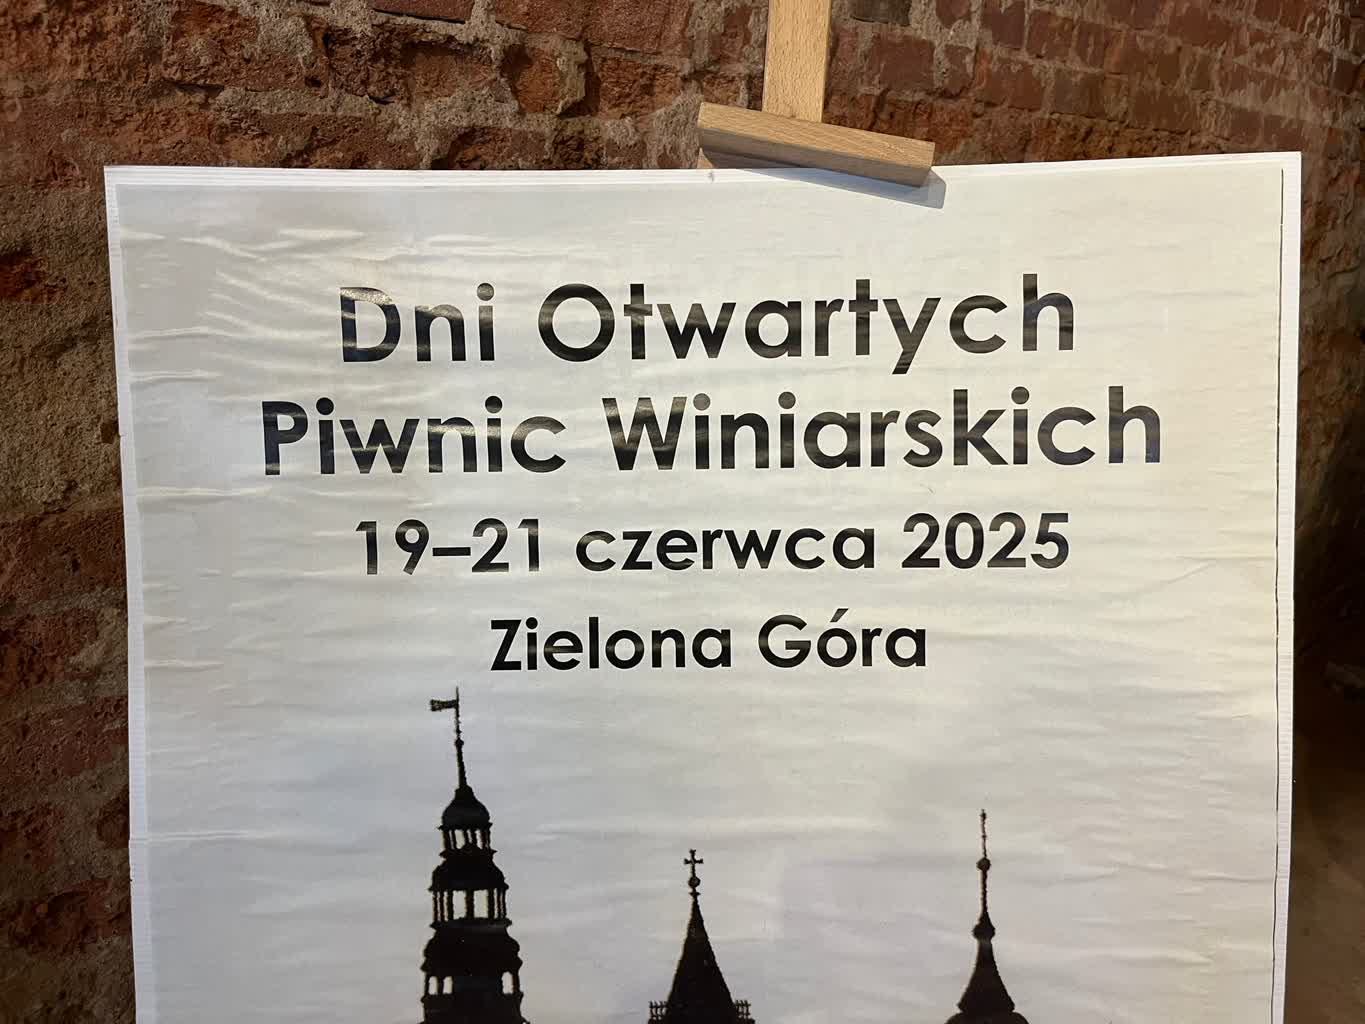 Dni Otwartych
Piwnic Winiarskich
19–21 czerwca 2025
Zielona Góra